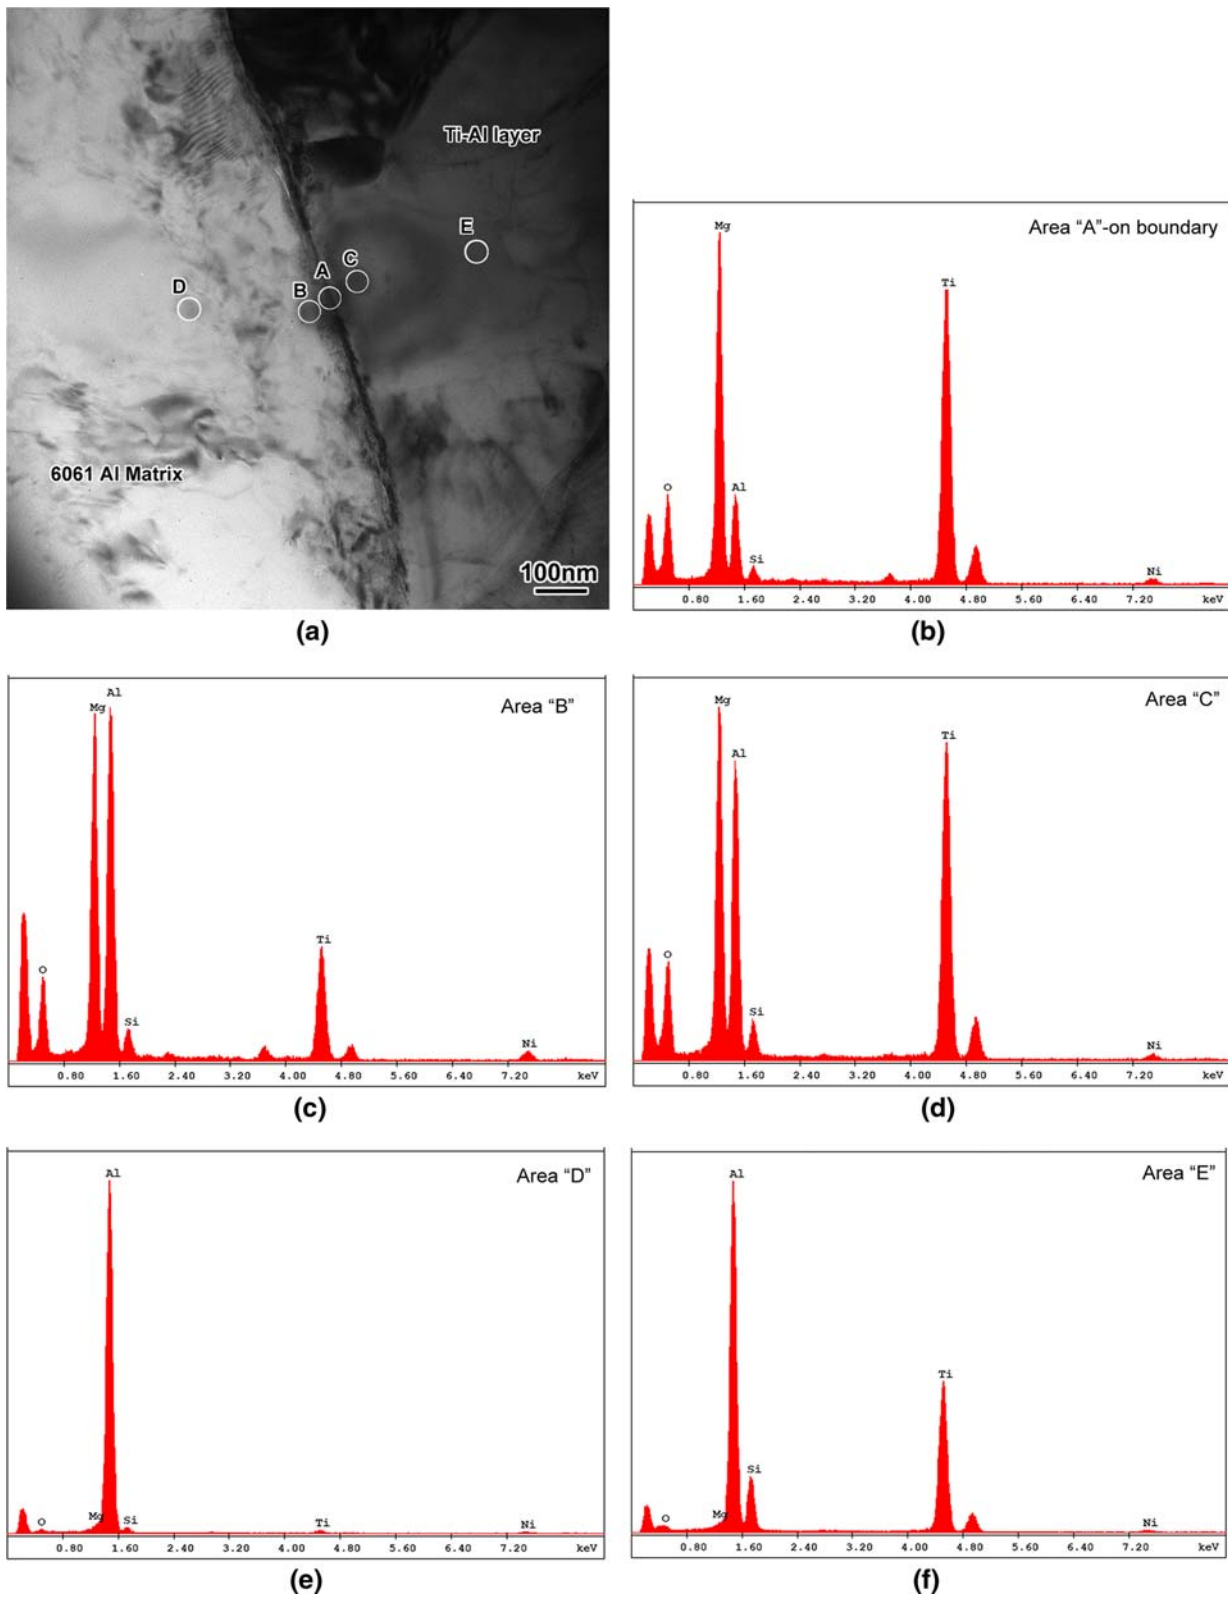 Ti-Al layer
E
C
A
D
B
6061 Al Matrix
100nm
(a)
Area "A"-on boundary
Mg
Ti
O
Al
Si
Ni
0.80 1.60 2.40 3.20 4.00 4.80 5.60 6.40 7.20 keV
(b)
Area "B"
Al
Mg
Ti
O
Si
Ni
0.80 1.60 2.40 3.20 4.00 4.80 5.60 6.40 7.20 keV
(c)
Area "C"
Mg
Al
Ti
O
Si
Ni
0.80 1.60 2.40 3.20 4.00 4.80 5.60 6.40 7.20 keV
(d)
Area "D"
Al
O
Mg
Si
Ti
Ni
0.80 1.60 2.40 3.20 4.00 4.80 5.60 6.40 7.20 keV
(e)
Area "E"
Al
Ti
Si
O
Mg
Ni
0.80 1.60 2.40 3.20 4.00 4.80 5.60 6.40 7.20 keV
(f)